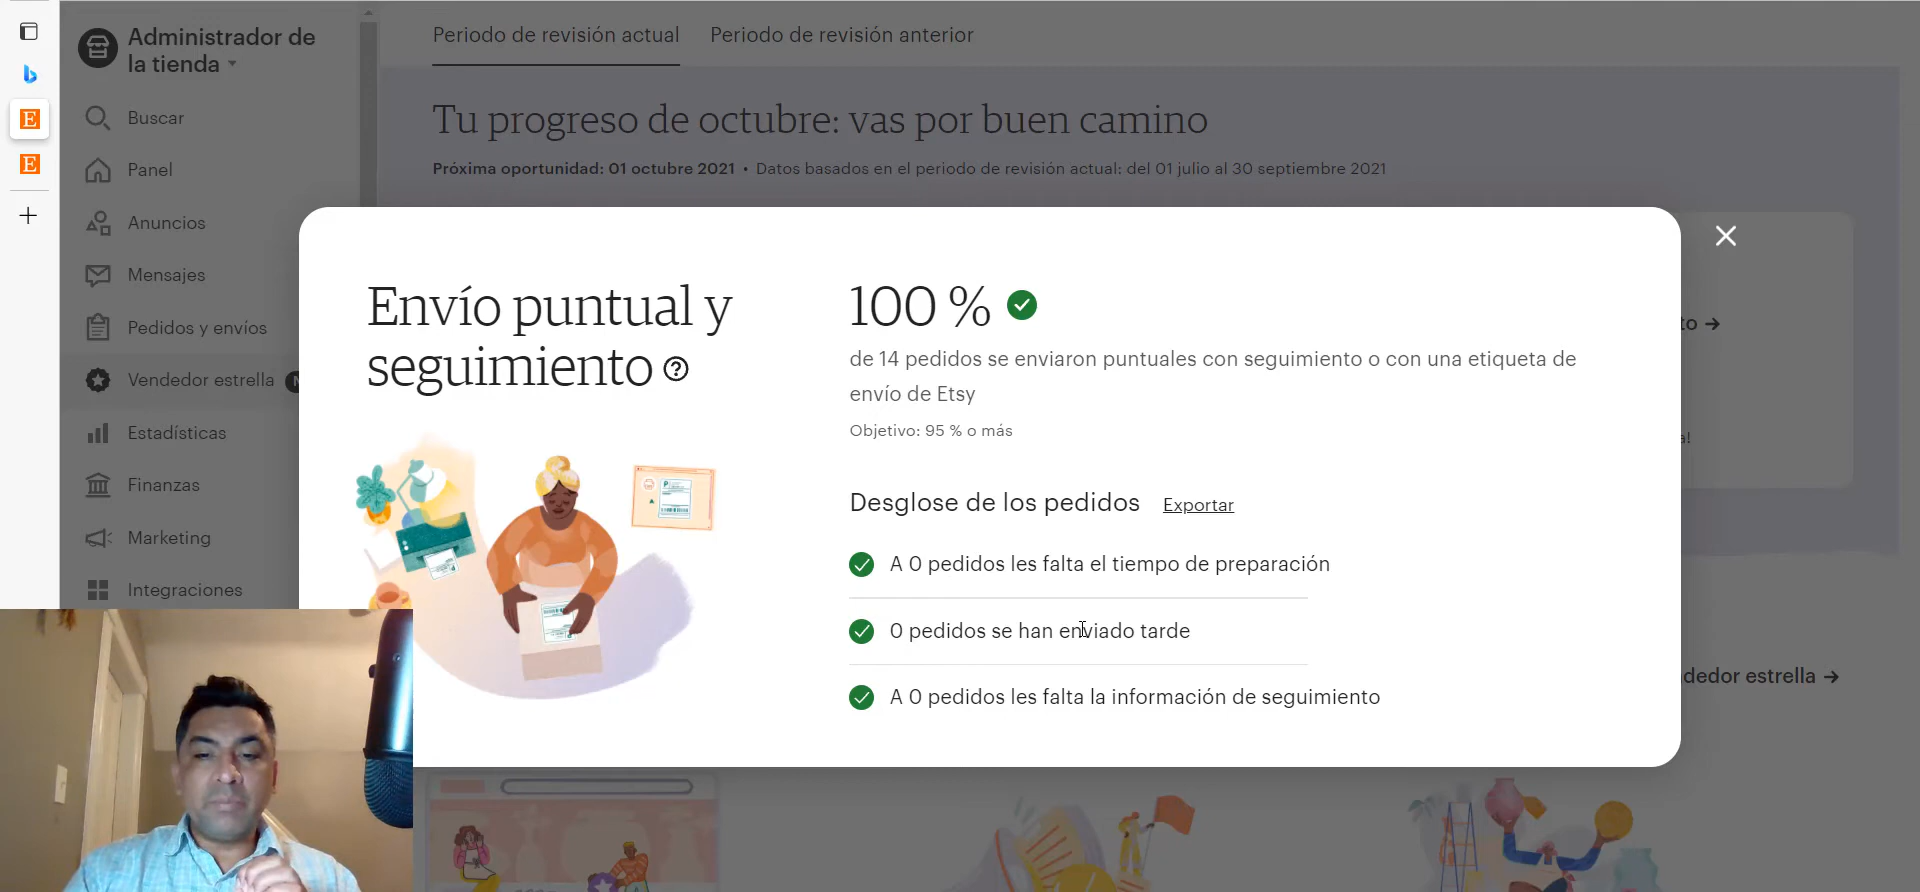 Administrador de
la tienda
Buscar
Panel
Anuncios
Mensajes
Pedidos y envíos
Vendedor estrella
Estadísticas
Finanzas
Marketing
Integraciones
Periodo de revisión actual
Periodo de revisión anterior
Tu progreso de octubre: vas por buen camino
Próxima oportunidad: 01 octubre 2021 • Datos basados en el periodo de revisión actual: del 01 julio al 30 septiembre 2021
Envío puntual y
seguimiento
100 %
de 14 pedidos se enviaron puntuales con seguimiento o con una etiqueta de
envío de Etsy
Objetivo: 95 % o más
Desglose de los pedidos Exportar
A 0 pedidos les falta el tiempo de preparación
0 pedidos se han enviado tarde
A 0 pedidos les falta la información de seguimiento